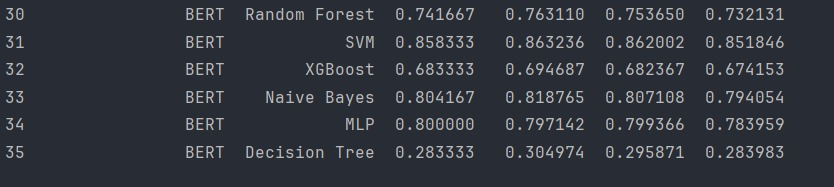 30 BERT Random Forest 0.741667 0.763110 0.753650 0.732131
31 BERT SVM 0.858333 0.863236 0.862002 0.851846
32 BERT XGBoost 0.683333 0.694687 0.682367 0.674153
33 BERT Naive Bayes 0.804167 0.818765 0.807108 0.794054
34 BERT MLP 0.800000 0.797142 0.799366 0.783959
35 BERT Decision Tree 0.283333 0.304974 0.295871 0.283983